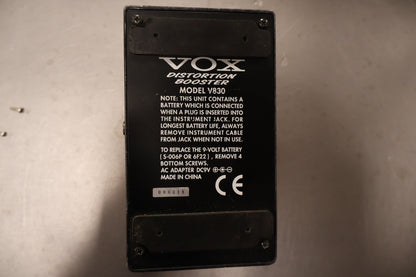 VOX
DISTORTION
BOOSTER
MODEL V830
NOTE: THIS UNIT CONTAINS A
BATTERY WHICH IS CONNECTED
WHEN A PLUG IS INSERTED INTO
THE INSTRUMENT JACK. FOR
LONGEST BATTERY LIFE, ALWAYS
REMOVE INSTRUMENT CABLE
FROM JACK WHEN NOT IN USE.
TO REPLACE THE 9-VOLT BATTERY
(S-006P OR 6F22), REMOVE 4
BOTTOM SCREWS.
AC ADAPTER DC9V
MADE IN CHINA
CE